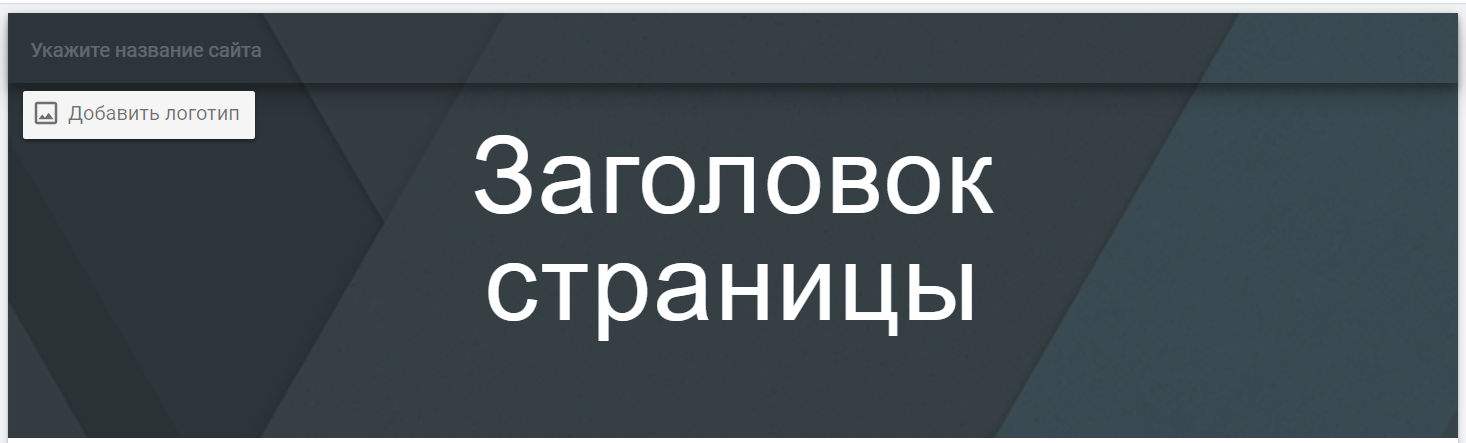 Укажите название сайта
Добавить логотип
Заголовок
страницы